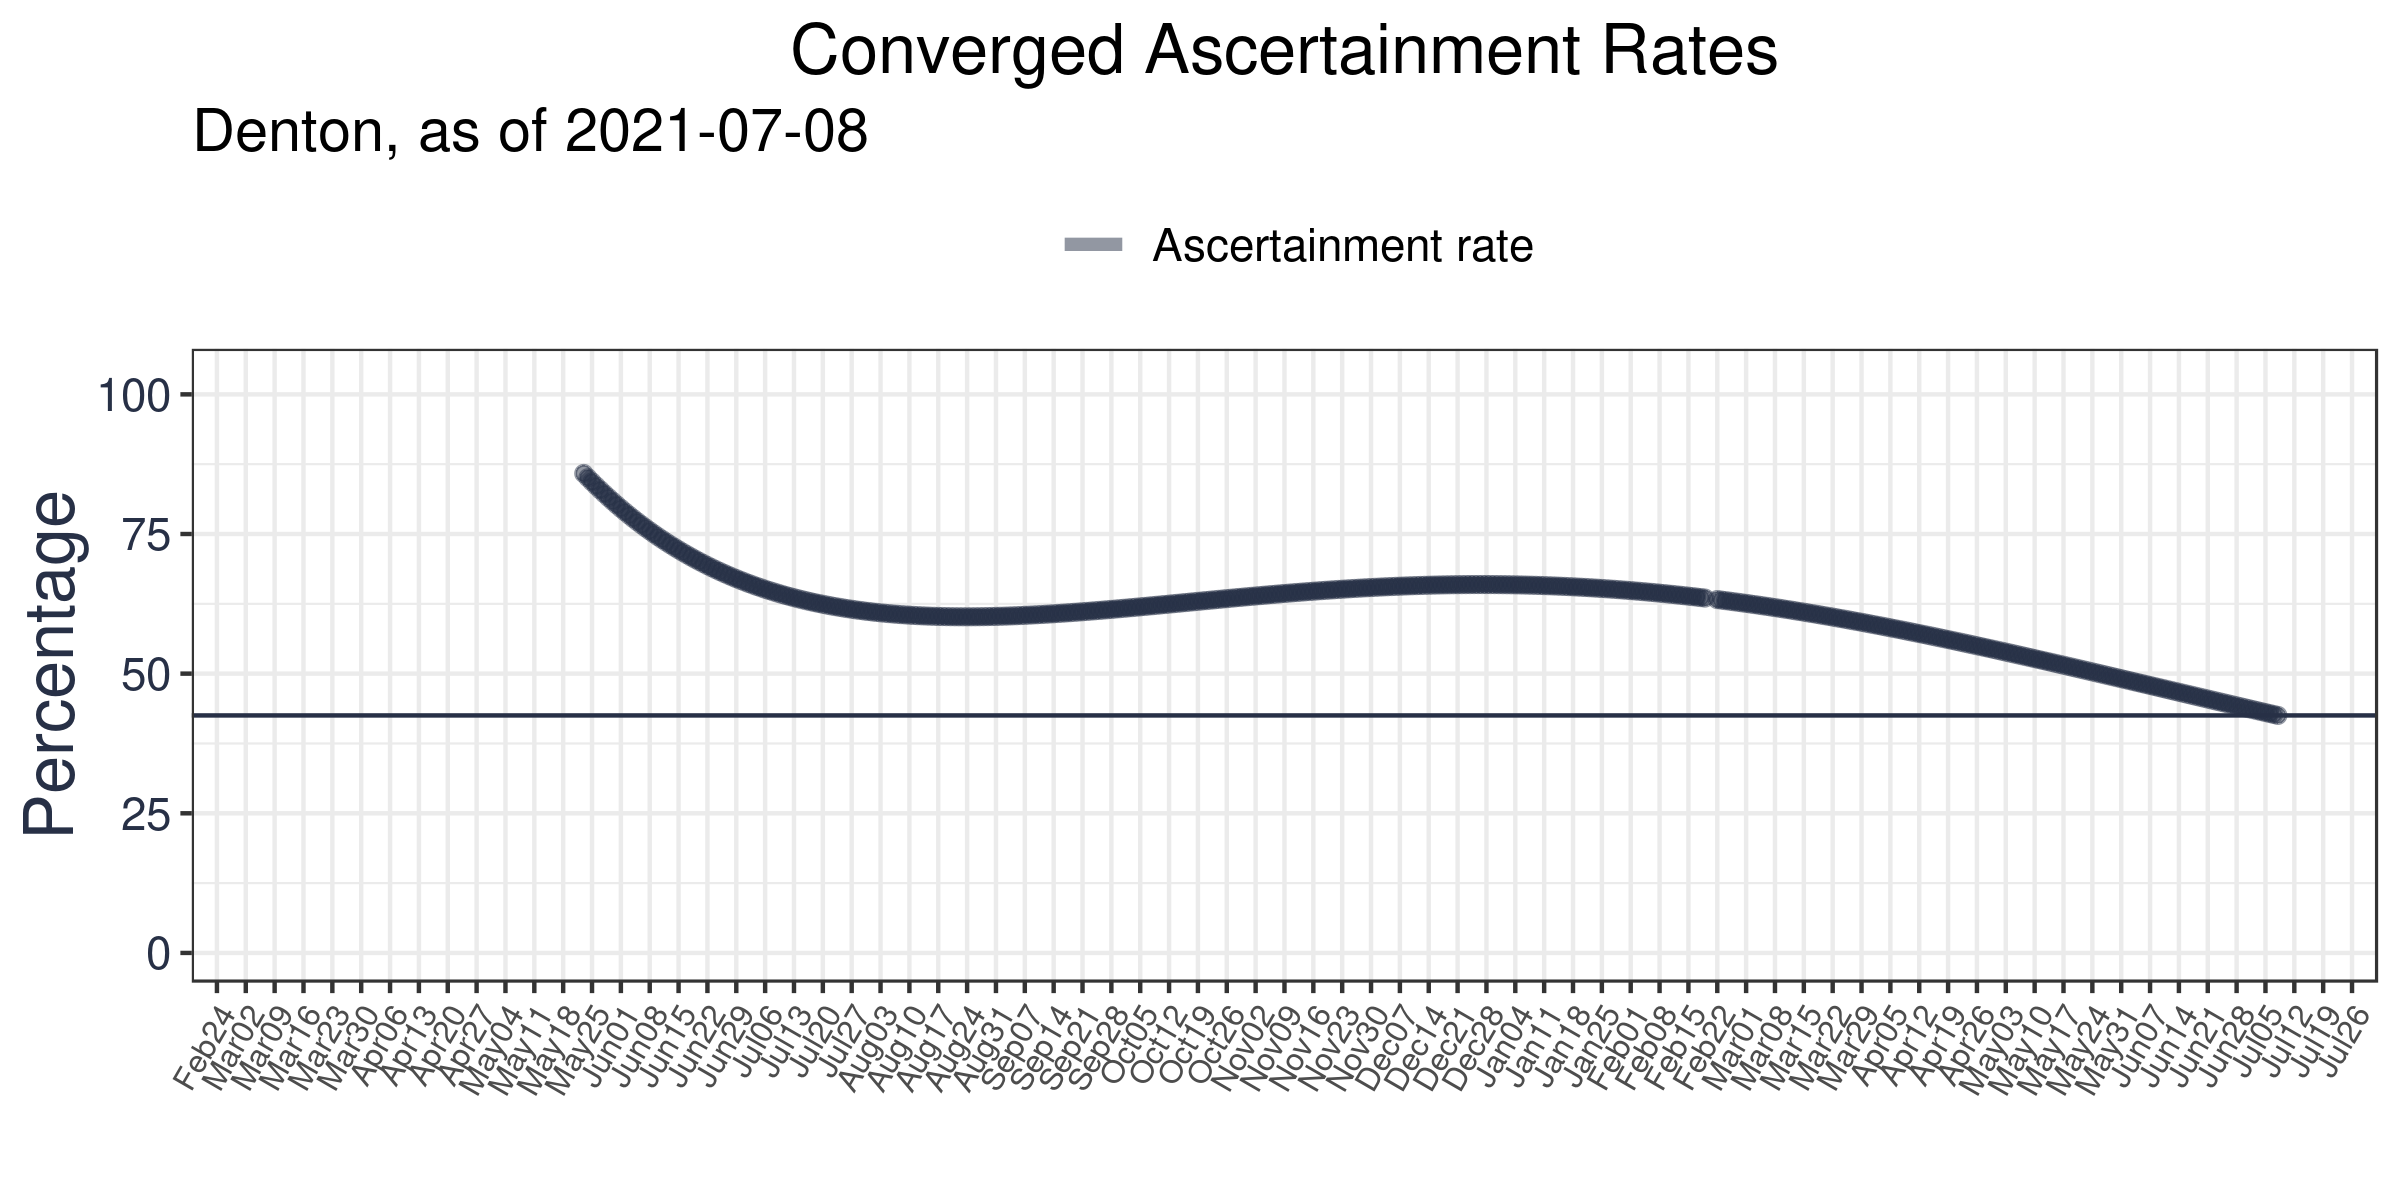 Converged Ascertainment Rates
Denton, as of 2021-07-08
Ascertainment rate
Percentage
100
75
50
25
0
Feb24
Mar02
Mar09
Mar16
Mar23
Mar30
Apr06
Apr13
Apr20
Apr27
May04
May11
May18
May25
Jun01
Jun08
Jun15
Jun22
Jun29
Jul06
Jul13
Jul20
Jul27
Aug03
Aug10
Aug17
Aug24
Aug31
Sep07
Sep14
Sep21
Sep28
Oct05
Oct12
Oct19
Oct26
Nov02
Nov09
Nov16
Nov23
Nov30
Dec07
Dec14
Dec21
Dec28
Jan04
Jan11
Jan18
Jan25
Feb01
Feb08
Feb15
Feb22
Mar01
Mar08
Mar15
Mar22
Mar29
Apr05
Apr12
Apr19
Apr26
May03
May10
May17
May24
May31
Jun07
Jun14
Jun21
Jun28
Jul05
Jul12
Jul19
Jul26